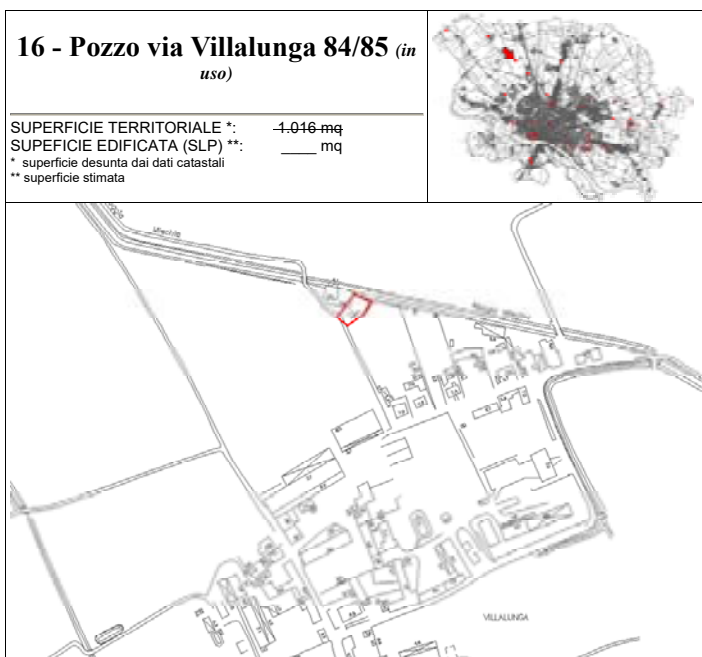 16 - Pozzo via Villalunga 84/85 (in
uso)
SUPERFICIE TERRITORIALE *: 1.016 mq
SUPEFICIE EDIFICATA (SLP) **: ____ mq
* superficie desunta dai dati catastali
** superficie stimata
VILLALUNGA